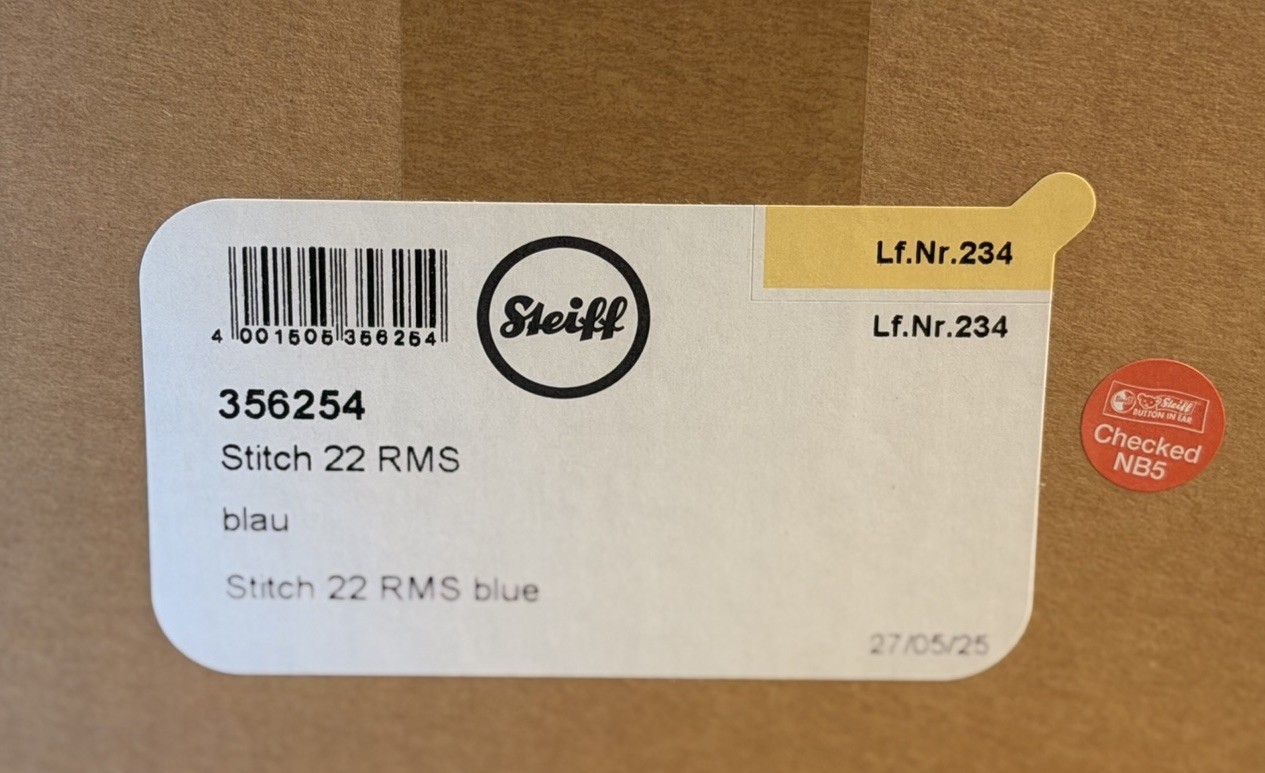 4 001505 356254
Steiff
Lf.Nr.234
Lf.Nr.234
356254
Stitch 22 RMS
blau
Stitch 22 RMS blue
27/05/25
Steiff
BUTTON IN EAR
Checked
NB5